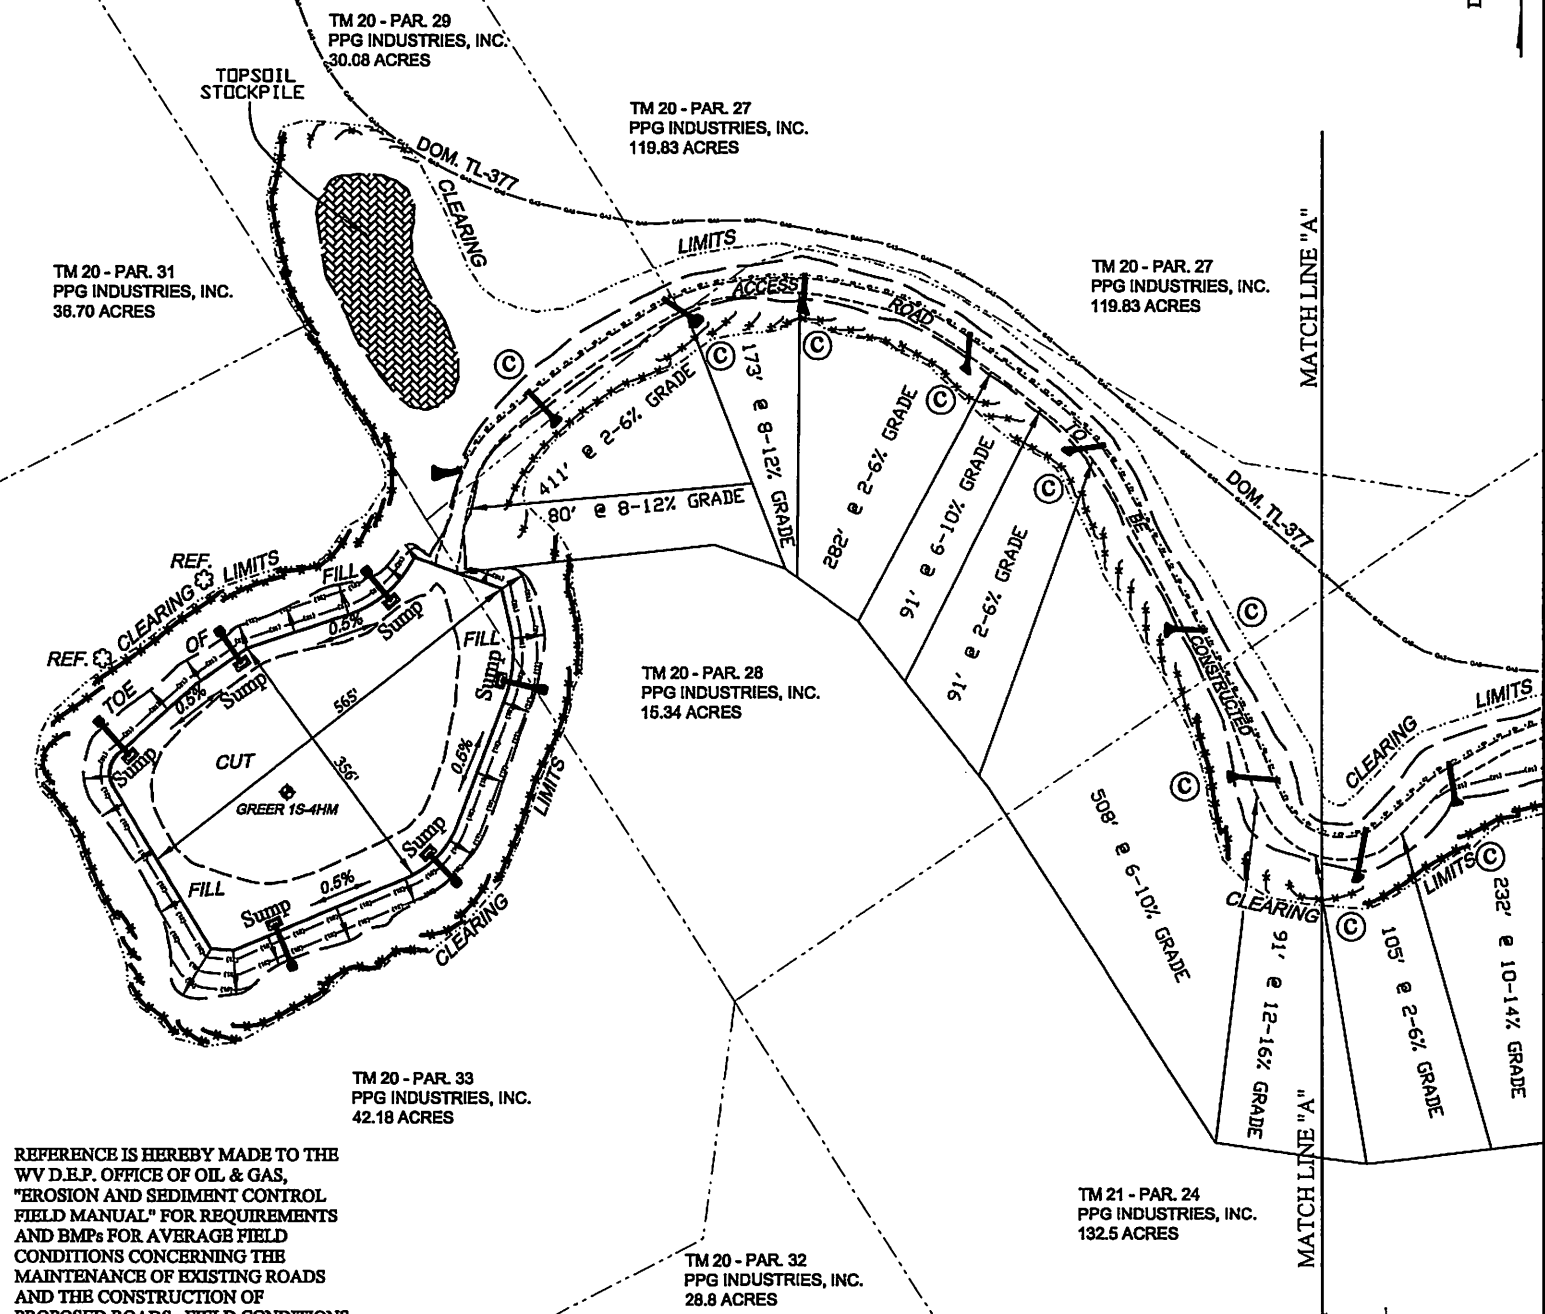 TM 20 - PAR. 29
PPG INDUSTRIES, INC.
30.08 ACRES
TOPSOIL
STOCKPILE
TM 20 - PAR. 27
PPG INDUSTRIES, INC.
119.83 ACRES
DOM. TL-377
CLEARING
LIMITS
MATCH LINE "A"
TM 20 - PAR. 31
PPG INDUSTRIES, INC.
38.70 ACRES
TM 20 - PAR. 27
PPG INDUSTRIES, INC.
119.83 ACRES
ACCESS
ROAD
TO
BE
CONSTRUCTED
C
C
C
C
C
C
C
C
C
411' @ 2-6% GRADE
173' @ 8-12% GRADE
80' @ 8-12% GRADE
282' @ 2-6% GRADE
91' @ 6-10% GRADE
91' @ 2-6% GRADE
508' @ 6-10% GRADE
91' @ 12-16% GRADE
105' @ 2-6% GRADE
232' @ 10-14% GRADE
DOM. TL-377
CLEARING
LIMITS
CLEARING
LIMITS
REF.
REF.
CLEARING
LIMITS
TOE
OF
FILL
0.5%
Sump
0.5%
Sump
Sump
FILL
Sump
565'
356'
CUT
GREER 1S-4HM
0.5%
LIMITS
Sump
0.5%
FILL
Sump
CLEARING
TM 20 - PAR. 28
PPG INDUSTRIES, INC.
15.34 ACRES
TM 20 - PAR. 33
PPG INDUSTRIES, INC.
42.18 ACRES
TM 21 - PAR. 24
PPG INDUSTRIES, INC.
132.5 ACRES
MATCH LINE "A"
TM 20 - PAR. 32
PPG INDUSTRIES, INC.
28.8 ACRES
REFERENCE IS HEREBY MADE TO THE
WV D.E.P. OFFICE OF OIL & GAS,
"EROSION AND SEDIMENT CONTROL
FIELD MANUAL" FOR REQUIREMENTS
AND BMPs FOR AVERAGE FIELD
CONDITIONS CONCERNING THE
MAINTENANCE OF EXISTING ROADS
AND THE CONSTRUCTION OF
PROPOSED ROADS. FIELD CONDITIONS